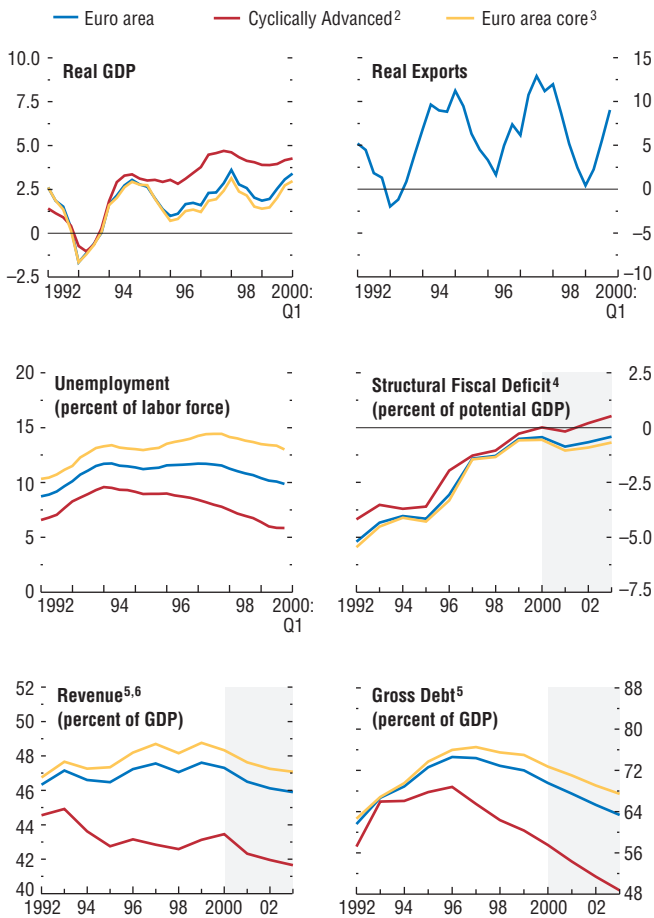 Euro area Cyclically Advanced² Euro area core³
Real GDP
10.0
7.5
5.0
2.5
0
–2.5
1992 94 96 98 2000:
Q1
Real Exports
15
10
5
0
–5
–10
1992 94 96 98 2000:
Q1
Unemployment
(percent of labor force)
20
15
10
5
0
1992 94 96 98 2000:
Q1
Structural Fiscal Deficit⁴
(percent of potential GDP)
2.5
0
–2.5
–5.0
–7.5
1992 94 96 98 2000 02
Revenue⁵,⁶
(percent of GDP)
52
50
48
46
44
42
40
1992 94 96 98 2000 02
Gross Debt⁵
(percent of GDP)
88
80
72
64
56
48
1992 94 96 98 2000 02